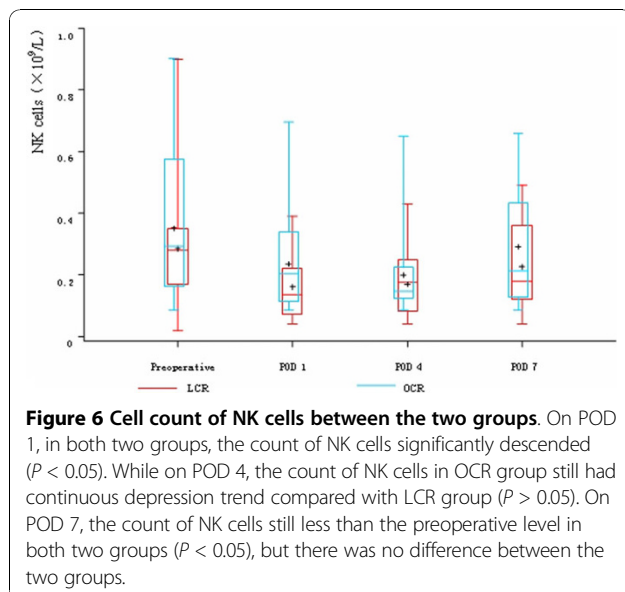 1.0
0.8
0.6
0.4
0.2
0
NK cells (×10⁹/L)
Preoperative POD 1 POD 4 POD 7
LCR OCR
Figure 6 Cell count of NK cells between the two groups. On POD
1, in both two groups, the count of NK cells significantly descended
(P < 0.05). While on POD 4, the count of NK cells in OCR group still had
continuous depression trend compared with LCR group (P > 0.05). On
POD 7, the count of NK cells still less than the preoperative level in
both two groups (P < 0.05), but there was no difference between the
two groups.